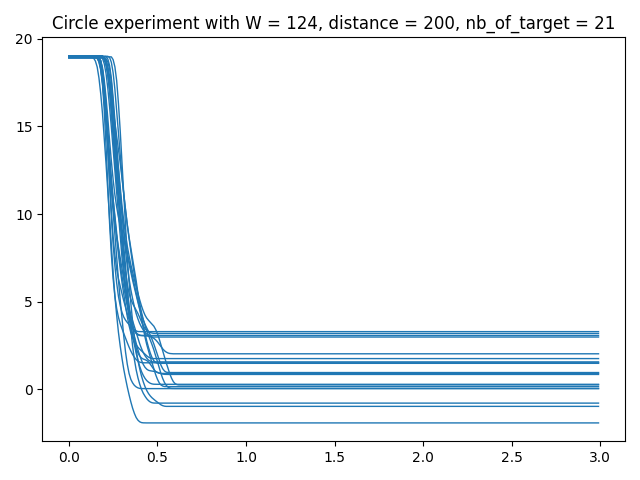 Circle experiment with W = 124, distance = 200, nb_of_target = 21
20
15
10
5
0
0.0 0.5 1.0 1.5 2.0 2.5 3.0